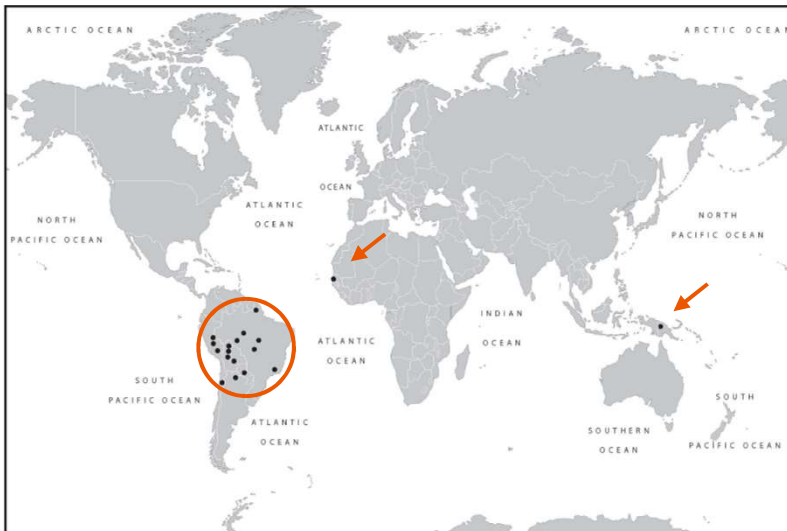 ARCTIC OCEAN
ARCTIC OCEAN
ATLANTIC
OCEAN
ATLANTIC
OCEAN
NORTH
PACIFIC OCEAN
NORTH
PACIFIC OCEAN
INDIAN
OCEAN
ATLANTIC
OCEAN
SOUTH
PACIFIC OCEAN
ATLANTIC
OCEAN
SOUTHERN
OCEAN
SOUTH
PACIFIC OCEAN